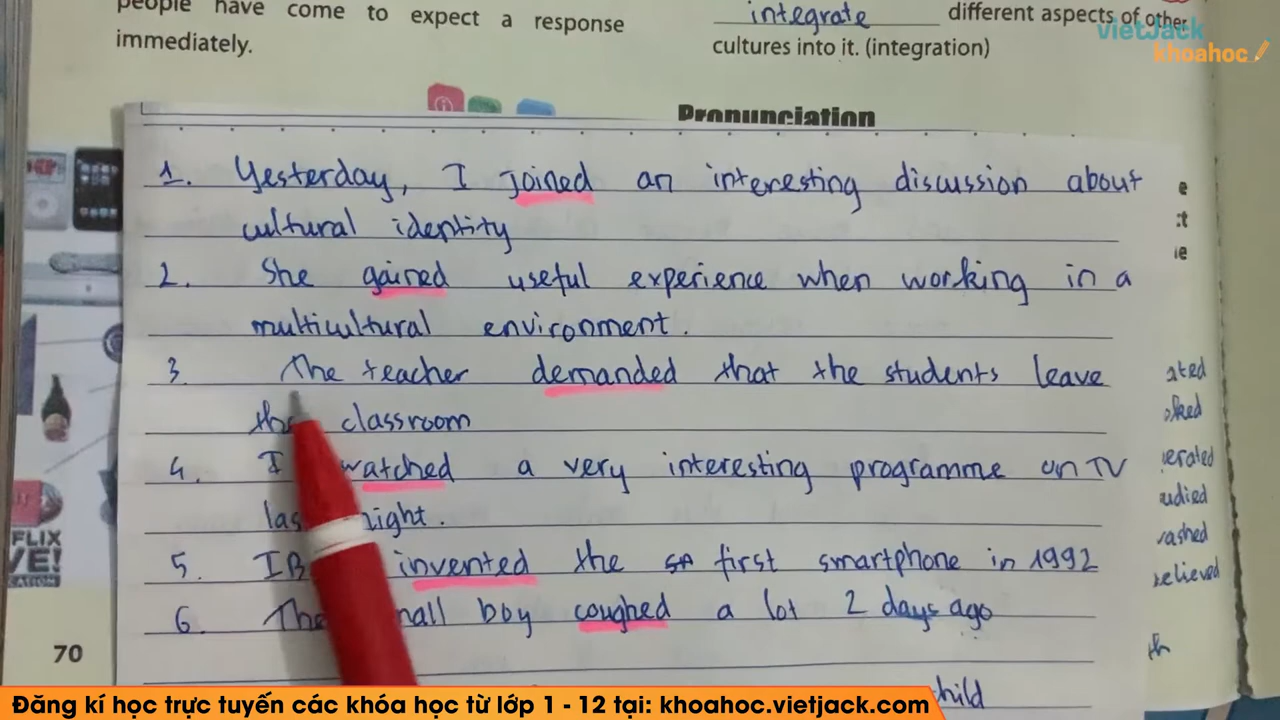 people have come to expect a response
immediately.
integrate different aspects of other
cultures into it. (integration)
vietJack
khoahoc
Pronunciation
1. Yesterday, I joined an interesting discussion about
cultural identity
2. She gained useful experience when working in a
multicultural environment.
3. The teacher demanded that the students leave
the classroom
4. I watched a very interesting programme on TV
night.
5. invented the first smartphone in 1992
6. The boy coughed a lot 2 days ago
70
Đăng kí học trực tuyến các khóa học từ lớp 1 - 12 tại: khoahoc.vietjack.com